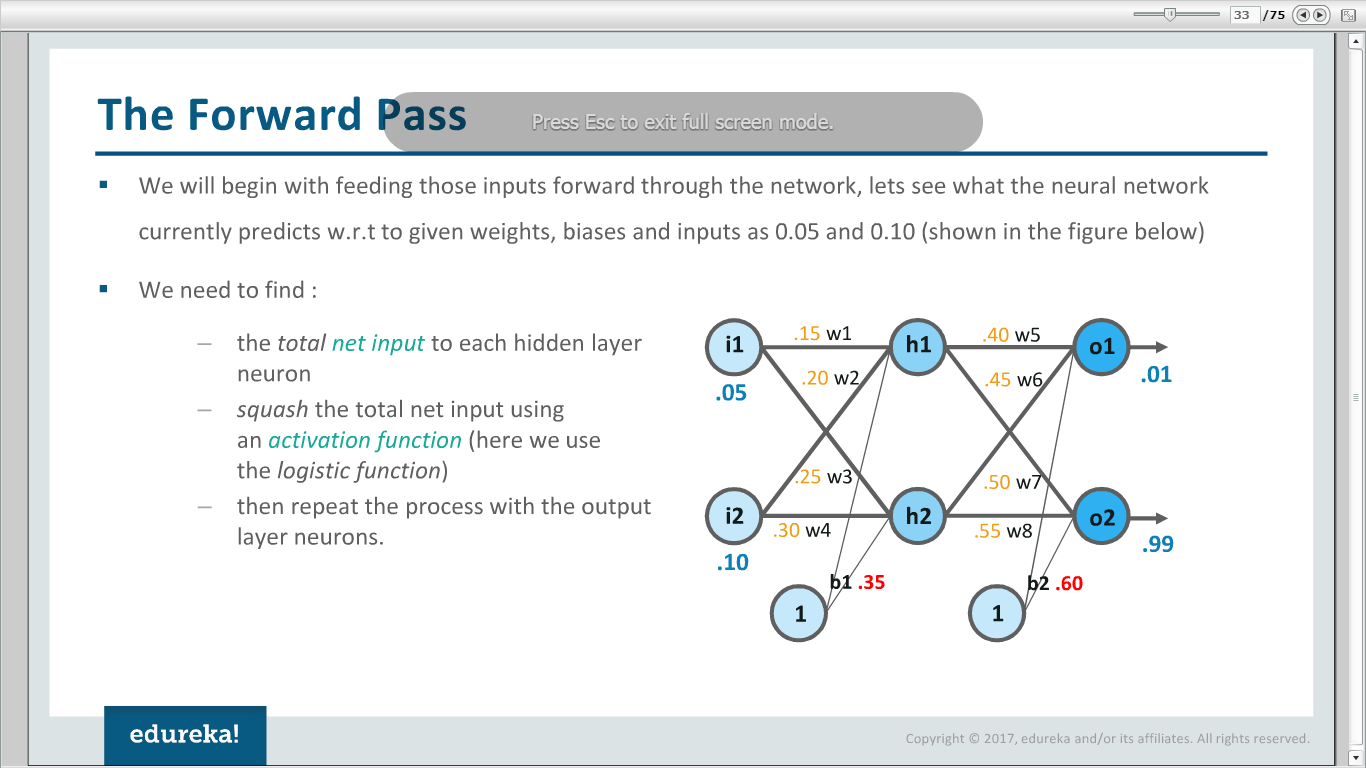 33 /75
The Forward Pass
Press Esc to exit full screen mode.
We will begin with feeding those inputs forward through the network, lets see what the neural network
currently predicts w.r.t to given weights, biases and inputs as 0.05 and 0.10 (shown in the figure below)
We need to find :
– the total net input to each hidden layer
neuron
– squash the total net input using
an activation function (here we use
the logistic function)
– then repeat the process with the output
layer neurons.
i1
.15 w1
h1
.40 w5
o1
.01
.05
.20 w2
.45 w6
.25 w3
.50 w7
i2
.30 w4
h2
.55 w8
o2
.99
.10
b1 .35
b2 .60
1
1
edureka!
Copyright © 2017, edureka and/or its affiliates. All rights reserved.